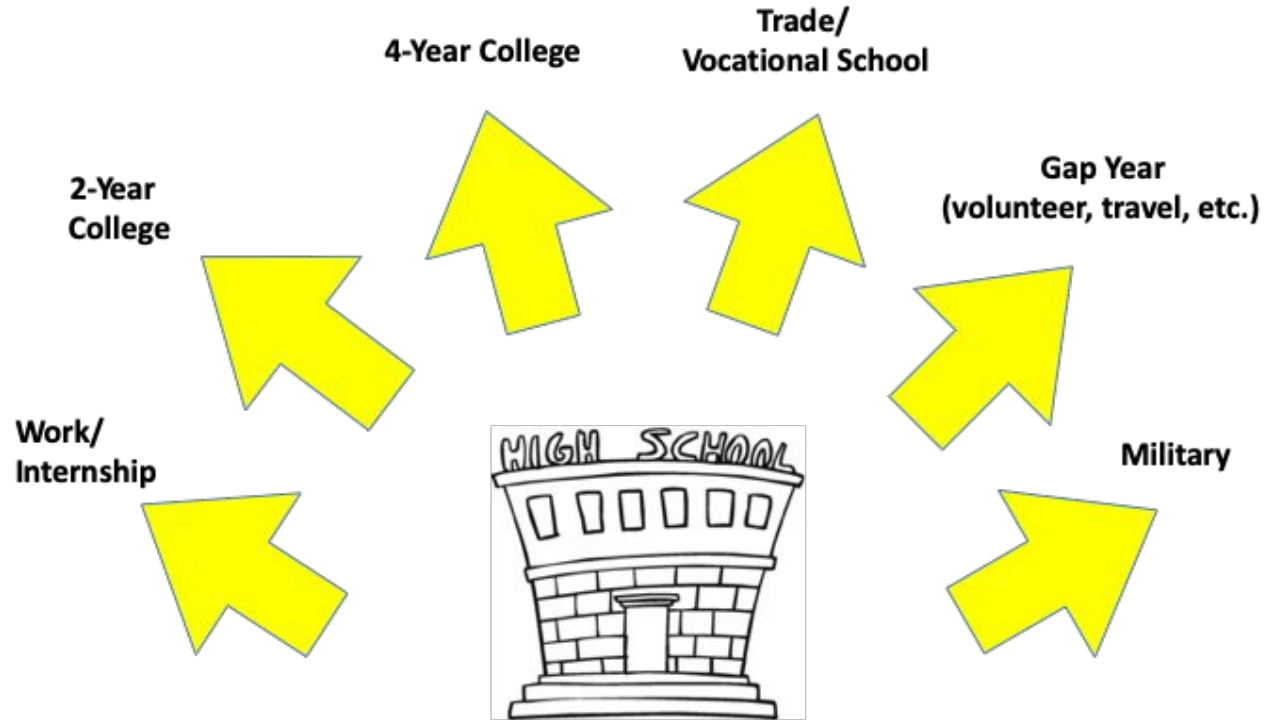 Trade/
Vocational School
4-Year College
Gap Year
(volunteer, travel, etc.)
2-Year
College
Work/
Internship
Military
HIGH SCHOOL